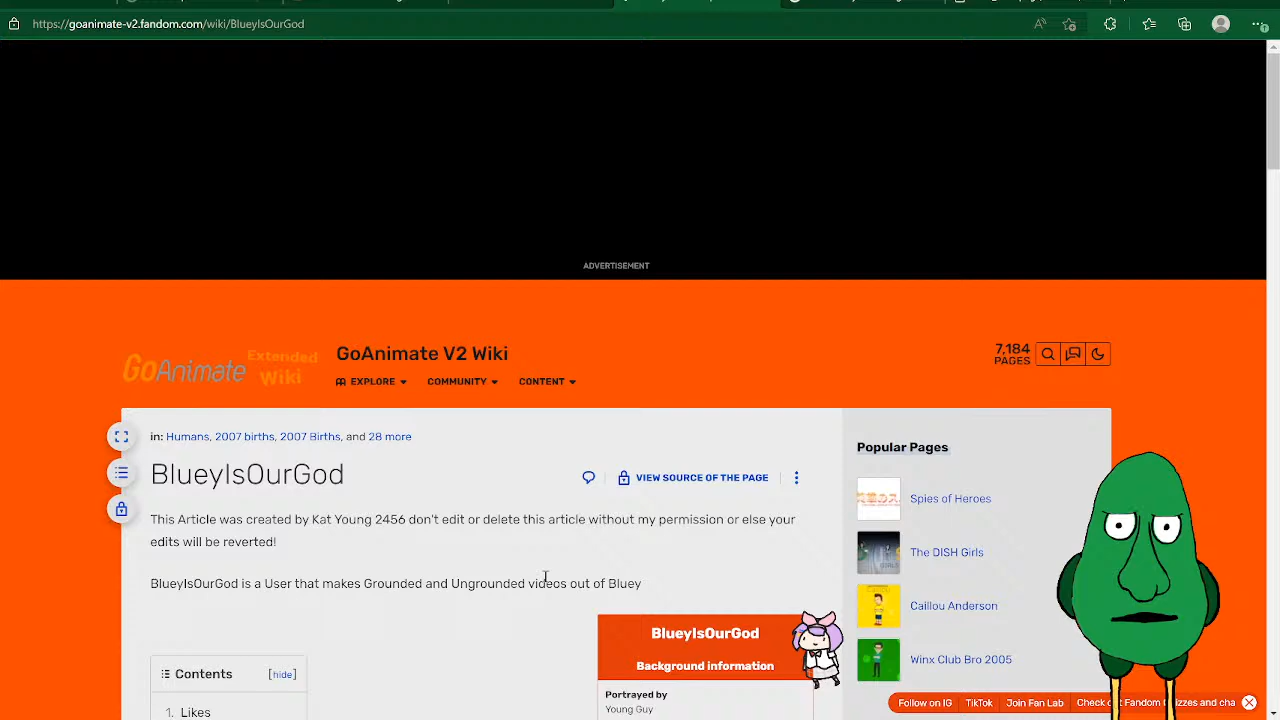 https://goanimate-v2.fandom.com/wiki/BlueyIsOurGod
ADVERTISEMENT
GoAnimate
Extended
Wiki
GoAnimate V2 Wiki
EXPLORE
COMMUNITY
CONTENT
7,184
PAGES
in: Humans, 2007 births, 2007 Births, and 28 more
BlueyIsOurGod
VIEW SOURCE OF THE PAGE
This Article was created by Kat Young 2456 don't edit or delete this article without my permission or else your
edits will be reverted!
BlueyIsOurGod is a User that makes Grounded and Ungrounded videos out of Bluey
Contents [hide]
1. Likes
BlueyIsOurGod
Background information
Portrayed by
Young Guy
Popular Pages
Spies of Heroes
The DISH Girls
Caillou Anderson
Winx Club Bro 2005
Follow on IG
TikTok
Join Fan Lab
Check Fandom and cha